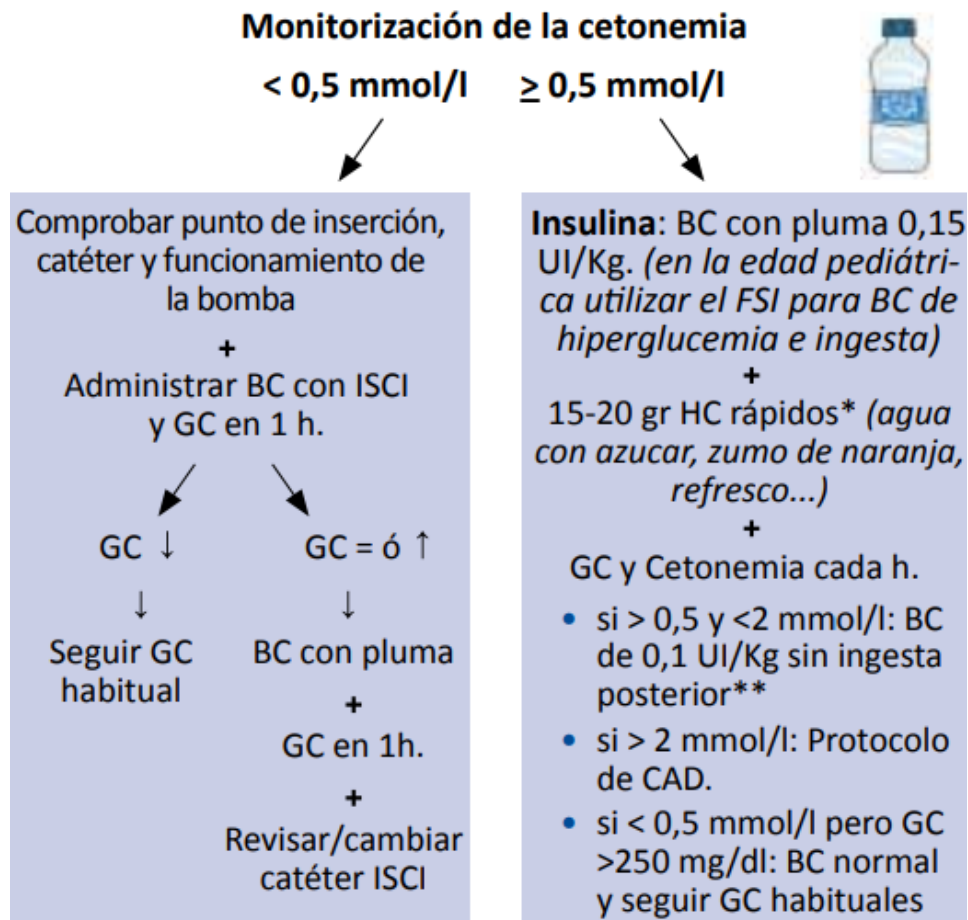 Monitorización de la cetonemia
< 0,5 mmol/l ≥ 0,5 mmol/l
Comprobar punto de inserción,
catéter y funcionamiento de
la bomba
+
Administrar BC con ISCI
y GC en 1 h.
GC ↓
GC = ó ↑
↓
↓
Seguir GC
habitual
BC con pluma
+
GC en 1h.
+
Revisar/cambiar
catéter ISCI
Insulina: BC con pluma 0,15
UI/Kg. (en la edad pediátri-
ca utilizar el FSI para BC de
hiperglucemia e ingesta)
+
15-20 gr HC rápidos* (agua
con azucar, zumo de naranja,
refresco...)
+
GC y Cetonemia cada h.
• si > 0,5 y <2 mmol/l: BC
de 0,1 UI/Kg sin ingesta
posterior**
• si > 2 mmol/l: Protocolo
de CAD.
• si < 0,5 mmol/l pero GC
>250 mg/dl: BC normal
y seguir GC habituales